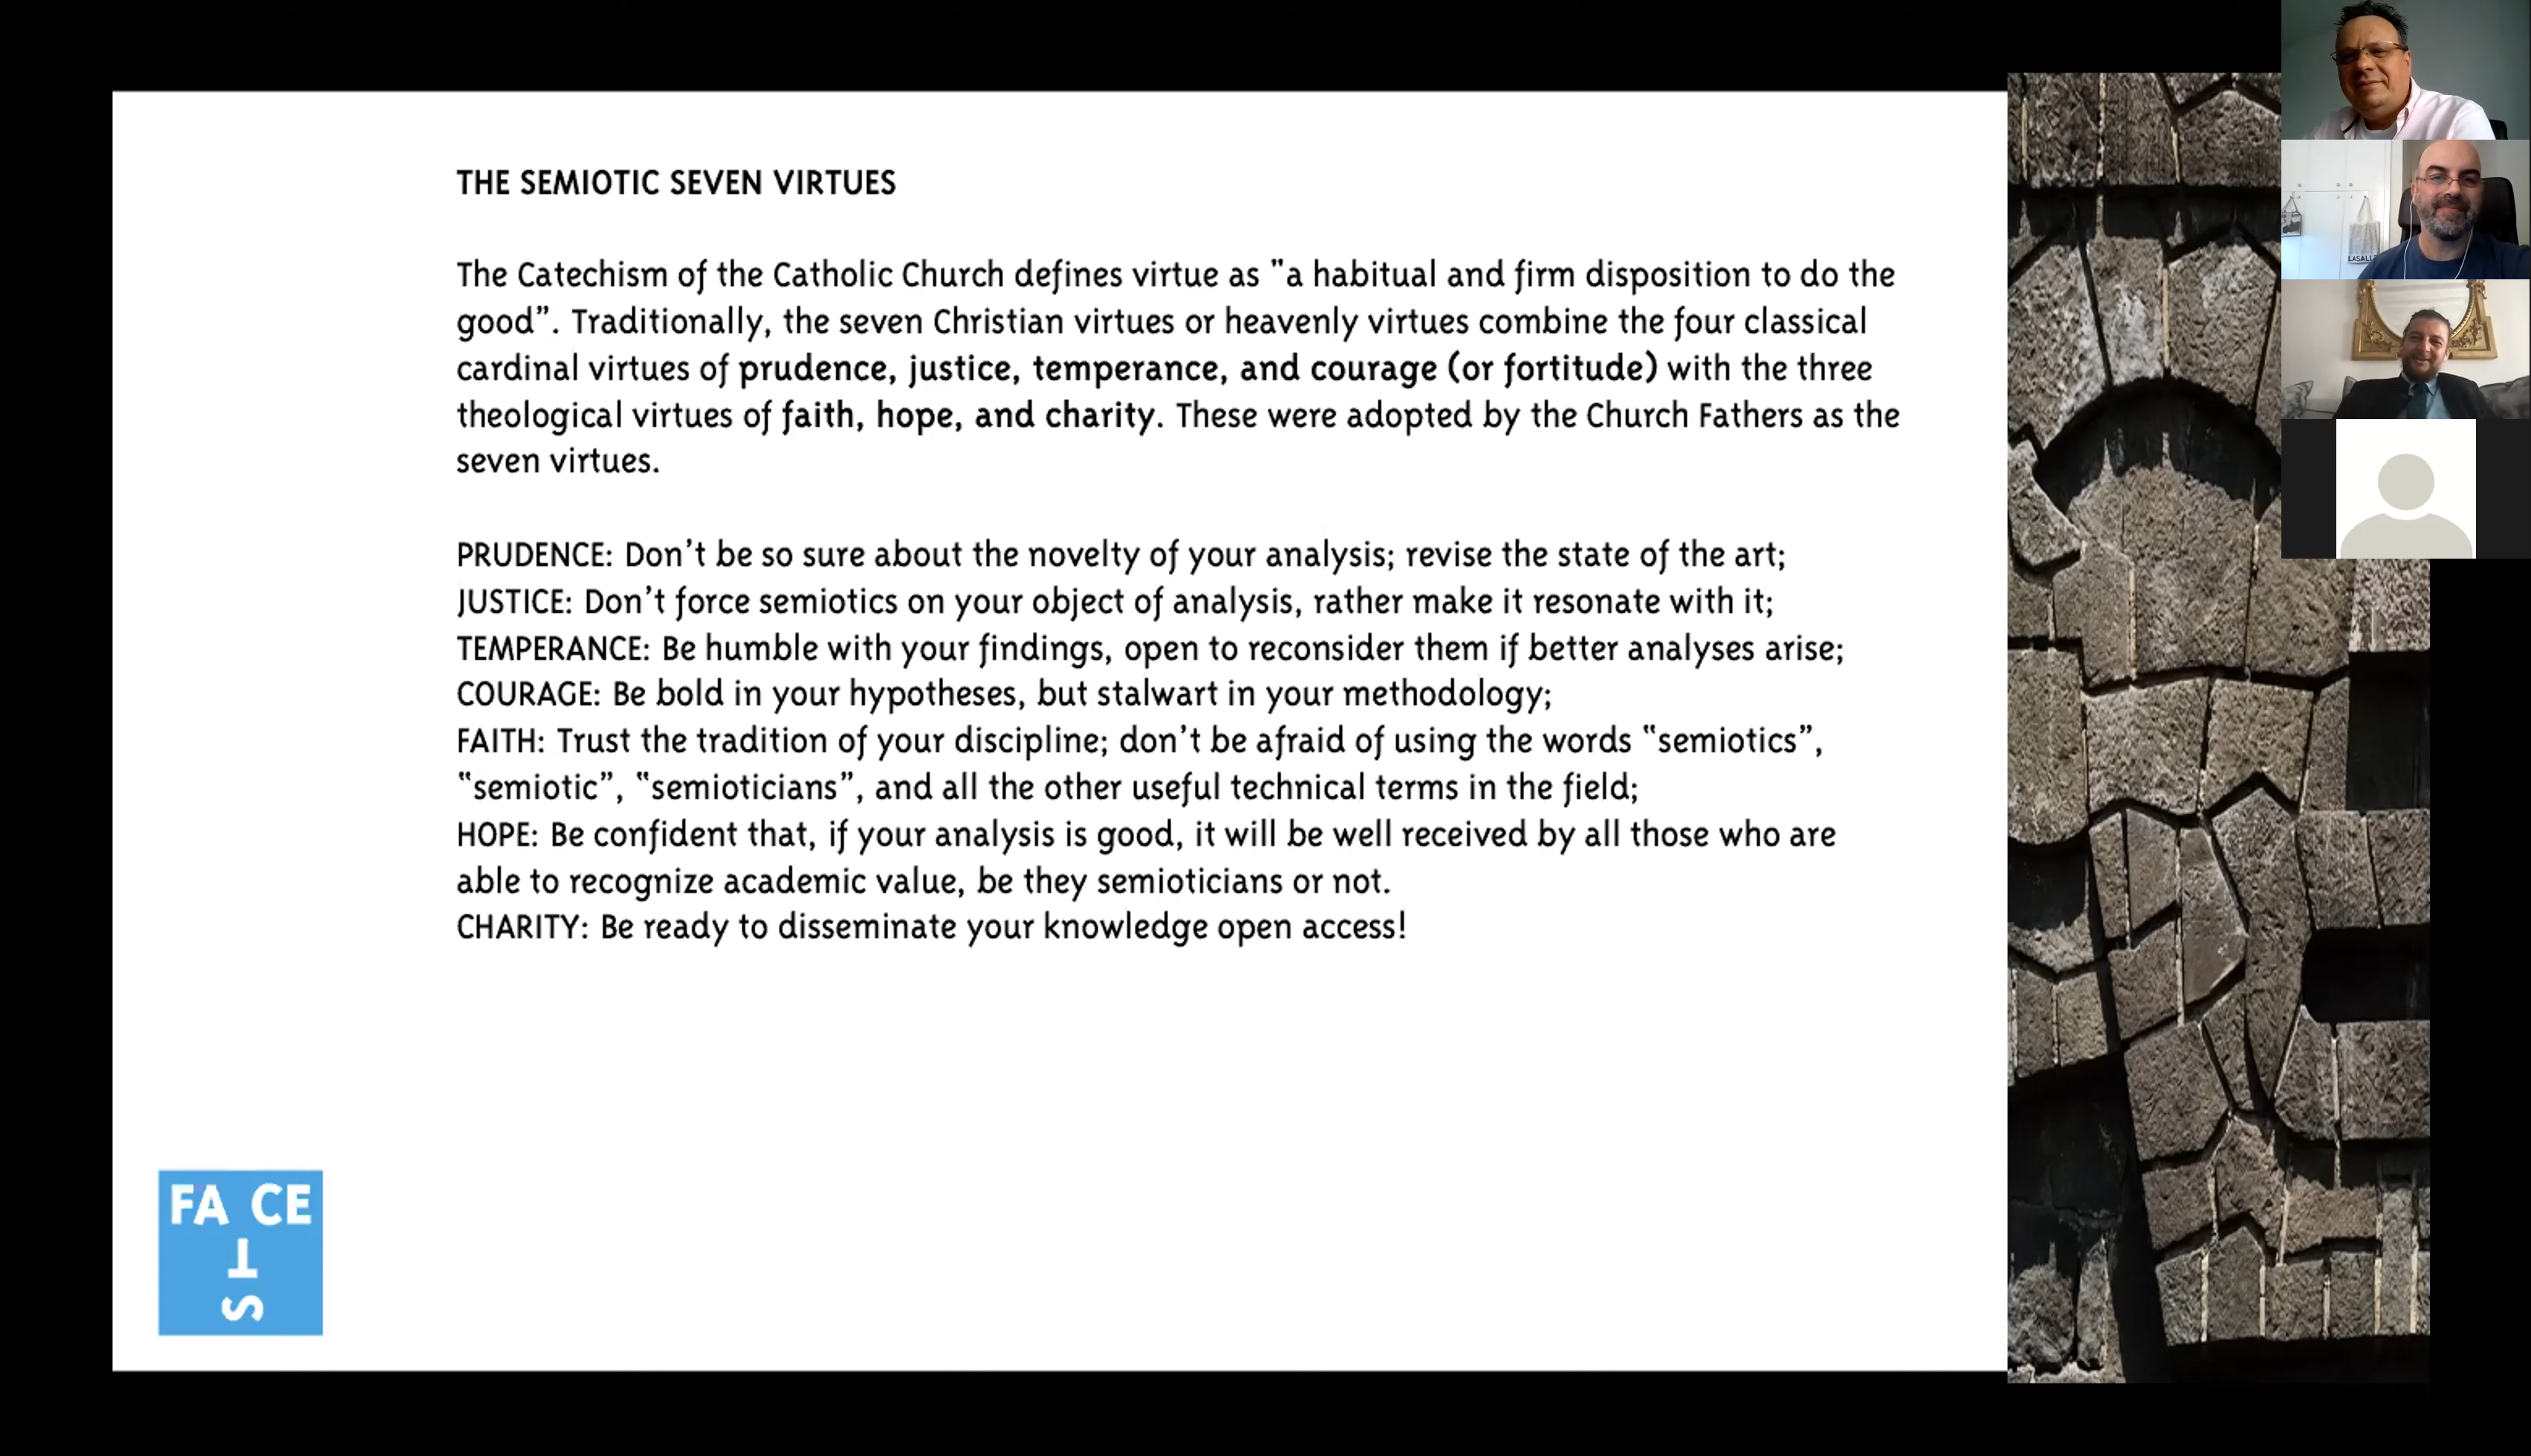 THE SEMIOTIC SEVEN VIRTUES
The Catechism of the Catholic Church defines virtue as "a habitual and firm disposition to do the
good”. Traditionally, the seven Christian virtues or heavenly virtues combine the four classical
cardinal virtues of prudence, justice, temperance, and courage (or fortitude) with the three
theological virtues of faith, hope, and charity. These were adopted by the Church Fathers as the
seven virtues.
PRUDENCE: Don’t be so sure about the novelty of your analysis; revise the state of the art;
JUSTICE: Don’t force semiotics on your object of analysis, rather make it resonate with it;
TEMPERANCE: Be humble with your findings, open to reconsider them if better analyses arise;
COURAGE: Be bold in your hypotheses, but stalwart in your methodology;
FAITH: Trust the tradition of your discipline; don’t be afraid of using the words “semiotics”,
“semiotic”, “semioticians”, and all the other useful technical terms in the field;
HOPE: Be confident that, if your analysis is good, it will be well received by all those who are
able to recognize academic value, be they semioticians or not.
CHARITY: Be ready to disseminate your knowledge open access!
FA CE
T
S